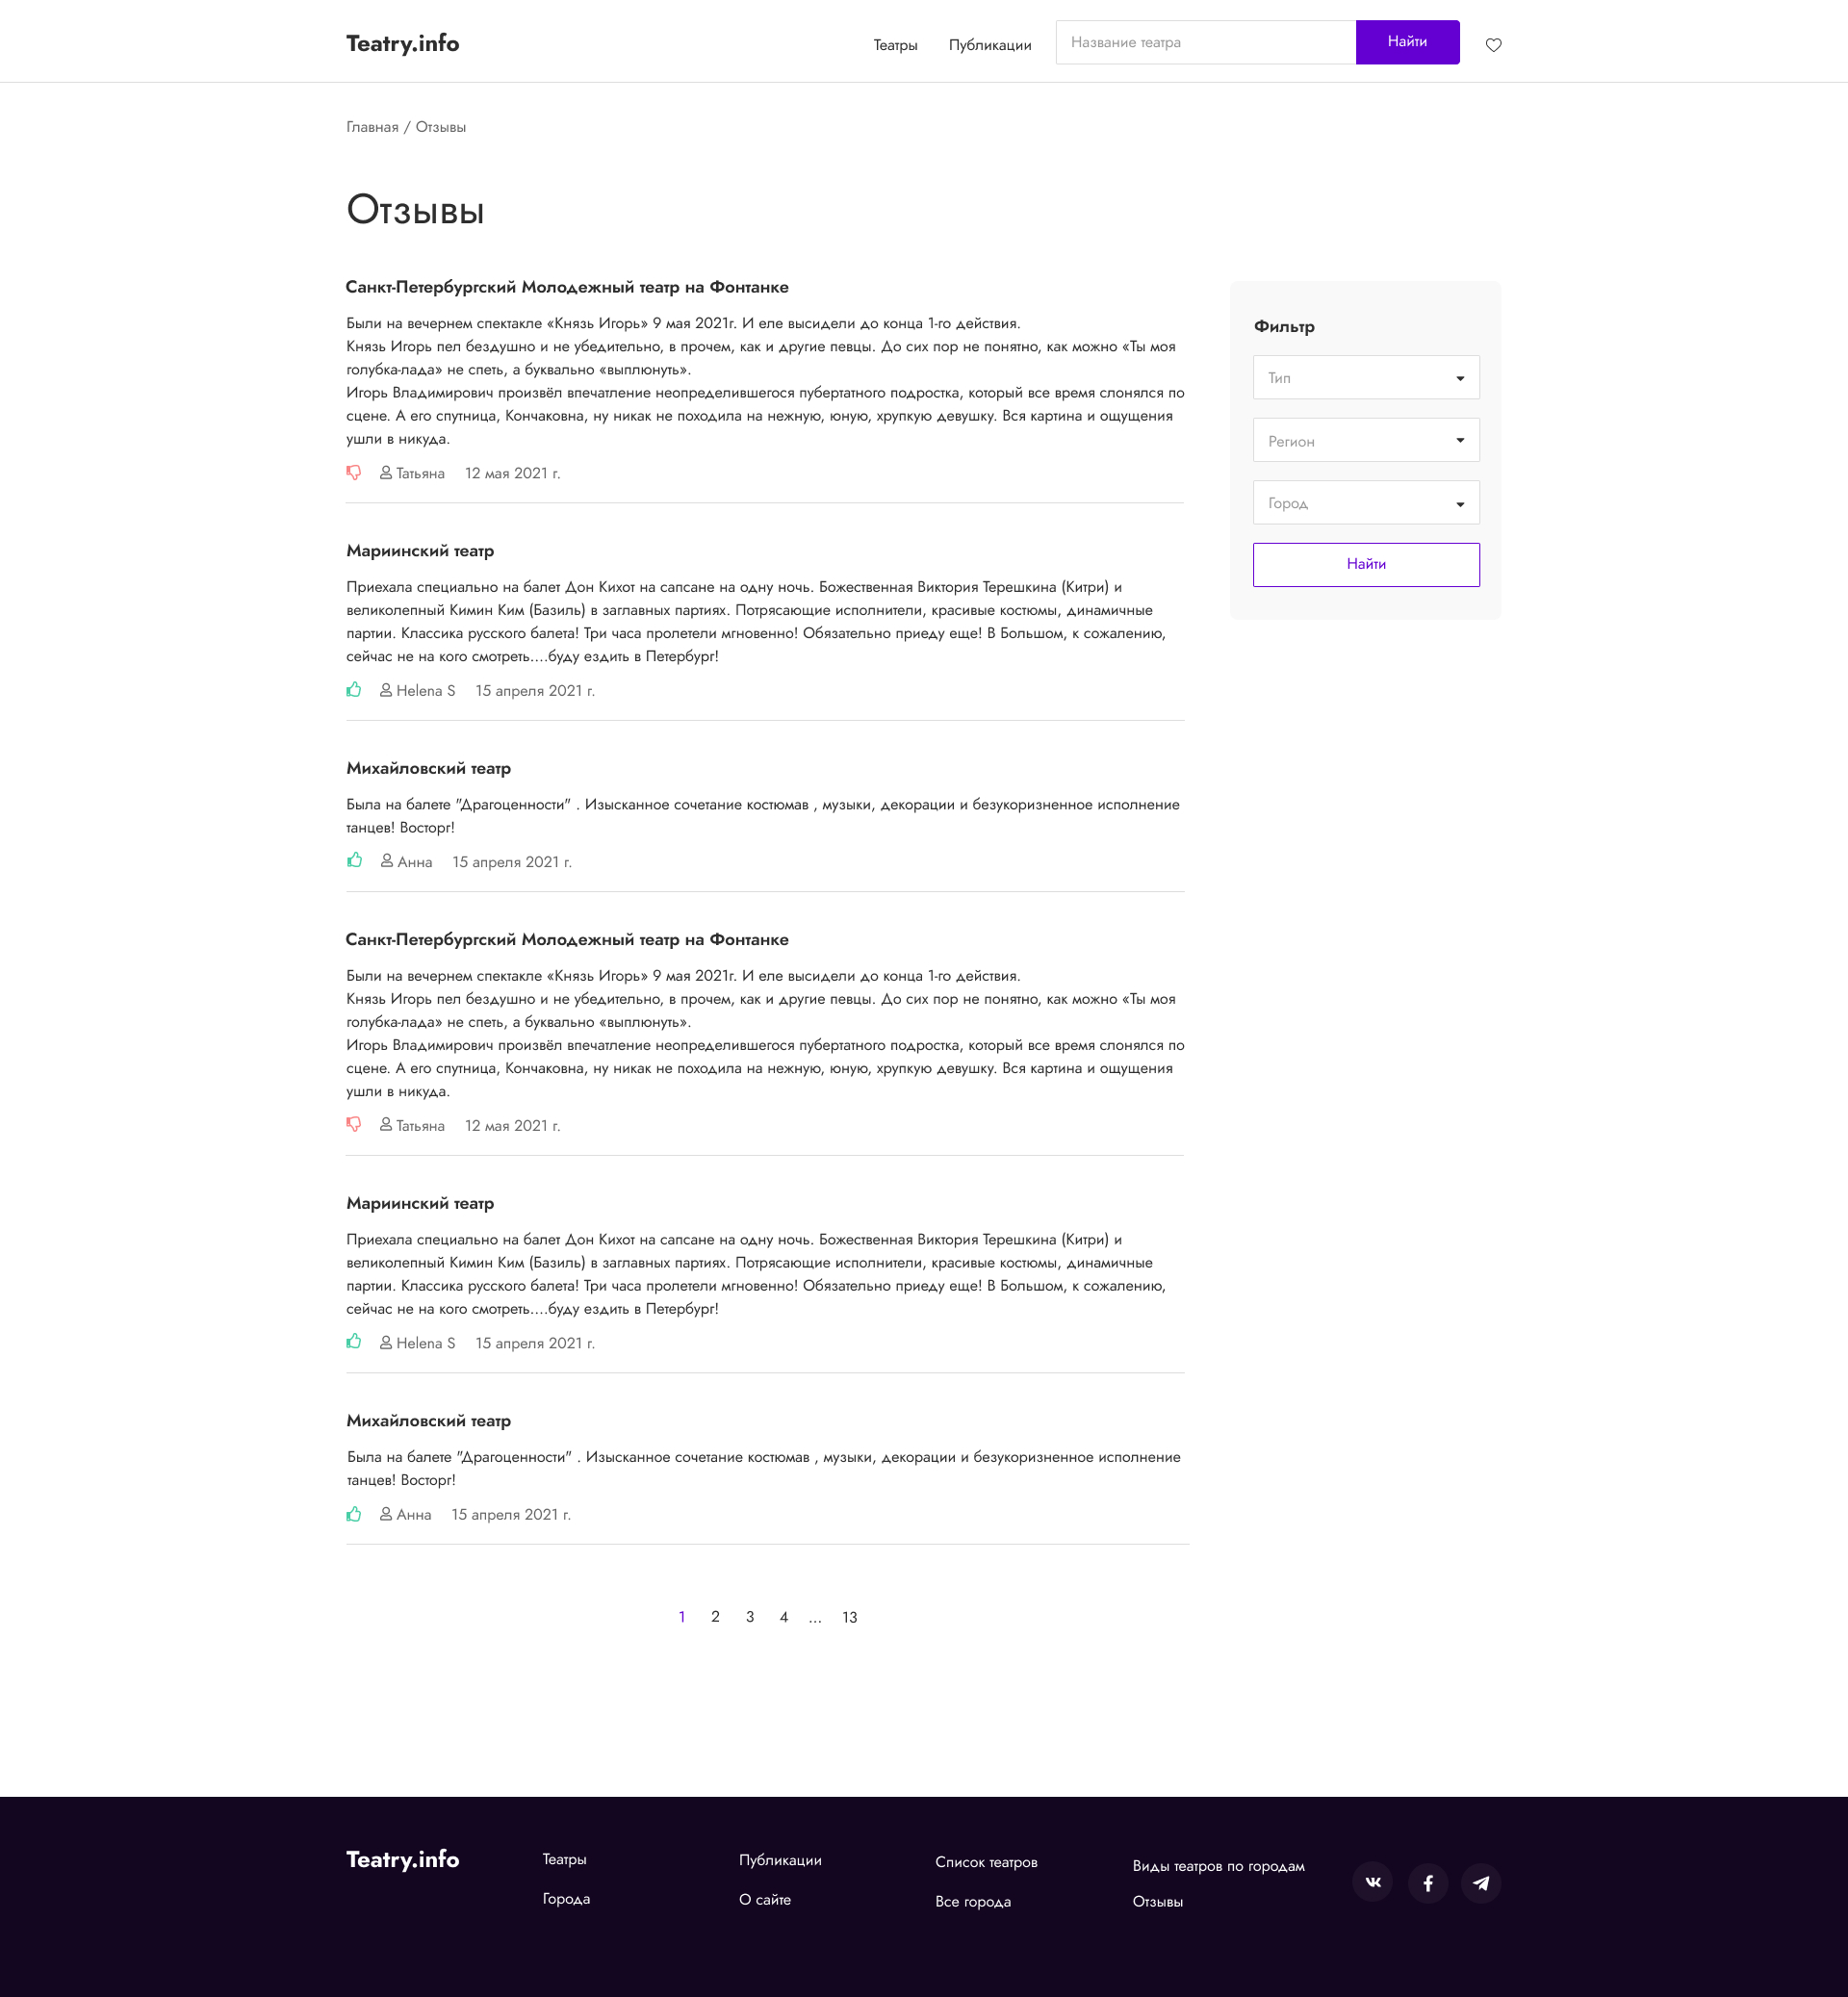 Teatry.info
Театры
Публикации
Название театра
Найти
Главная / Отзывы
Отзывы
Санкт-Петербургский Молодежный театр на Фонтанке
Были на вечернем спектакле «Князь Игорь» 9 мая 2021г. И еле высидели до конца 1-го действия.
Князь Игорь пел бездушно и не убедительно, в прочем, как и другие певцы. До сих пор не понятно, как можно «Ты моя
голубка-лада» не спеть, а буквально «выплюнуть».
Игорь Владимирович произвёл впечатление неопределившегося пубертатного подростка, который все время слонялся по
сцене. А его спутница, Кончаковна, ну никак не походила на нежную, юную, хрупкую девушку. Вся картина и ощущения
ушли в никуда.
Татьяна 12 мая 2021 г.
Фильтр
Тип
Регион
Город
Найти
Мариинский театр
Приехала специально на балет Дон Кихот на сапсане на одну ночь. Божественная Виктория Терешкина (Китри) и
великолепный Кимин Ким (Базиль) в заглавных партиях. Потрясающие исполнители, красивые костюмы, динамичные
партии. Классика русского балета! Три часа пролетели мгновенно! Обязательно приеду еще! В Большом, к сожалению,
сейчас не на кого смотреть....буду ездить в Петербург!
Helena S 15 апреля 2021 г.
Михайловский театр
Была на балете "Драгоценности" . Изысканное сочетание костюмав , музыки, декорации и безукоризненное исполнение
танцев! Восторг!
Анна 15 апреля 2021 г.
Санкт-Петербургский Молодежный театр на Фонтанке
Были на вечернем спектакле «Князь Игорь» 9 мая 2021г. И еле высидели до конца 1-го действия.
Князь Игорь пел бездушно и не убедительно, в прочем, как и другие певцы. До сих пор не понятно, как можно «Ты моя
голубка-лада» не спеть, а буквально «выплюнуть».
Игорь Владимирович произвёл впечатление неопределившегося пубертатного подростка, который все время слонялся по
сцене. А его спутница, Кончаковна, ну никак не походила на нежную, юную, хрупкую девушку. Вся картина и ощущения
ушли в никуда.
Татьяна 12 мая 2021 г.
Мариинский театр
Приехала специально на балет Дон Кихот на сапсане на одну ночь. Божественная Виктория Терешкина (Китри) и
великолепный Кимин Ким (Базиль) в заглавных партиях. Потрясающие исполнители, красивые костюмы, динамичные
партии. Классика русского балета! Три часа пролетели мгновенно! Обязательно приеду еще! В Большом, к сожалению,
сейчас не на кого смотреть....буду ездить в Петербург!
Helena S 15 апреля 2021 г.
Михайловский театр
Была на балете "Драгоценности" . Изысканное сочетание костюмав , музыки, декорации и безукоризненное исполнение
танцев! Восторг!
Анна 15 апреля 2021 г.
1 2 3 4 ... 13
Teatry.info
Театры
Города
Публикации
О сайте
Список театров
Все города
Виды театров по городам
Отзывы